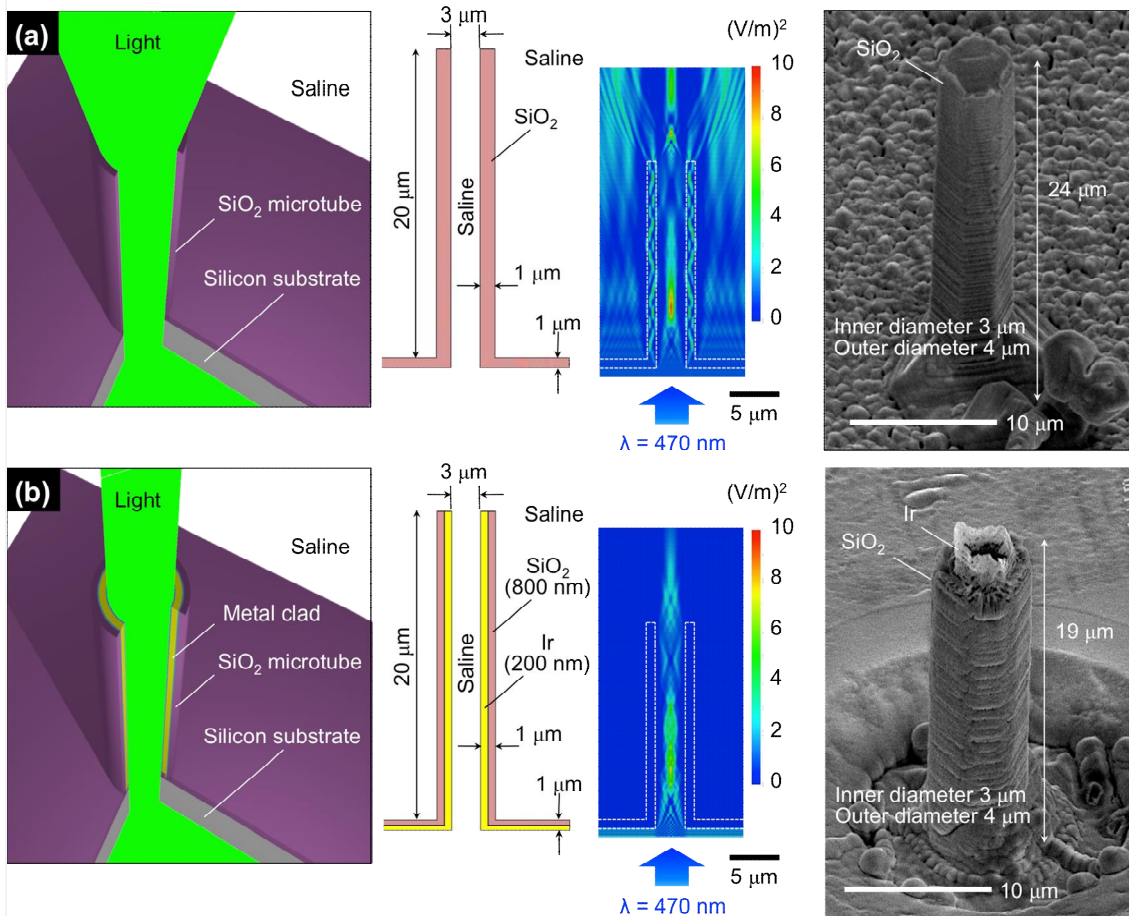 (a)
Light
Saline
SiO₂ microtube
Silicon substrate
3 μm
Saline
SiO₂
20 μm
Saline
1 μm
1 μm
(V/m)²
10
8
6
4
2
0
5 μm
λ = 470 nm
SiO₂
24 μm
Inner diameter 3 μm
Outer diameter 4 μm
10 μm
(b)
Light
Saline
Metal clad
SiO₂ microtube
Silicon substrate
3 μm
Saline
SiO₂
(800 nm)
Ir
(200 nm)
20 μm
Saline
1 μm
1 μm
(V/m)²
10
8
6
4
2
0
5 μm
λ = 470 nm
Ir
SiO₂
19 μm
Inner diameter 3 μm
Outer diameter 4 μm
10 μm